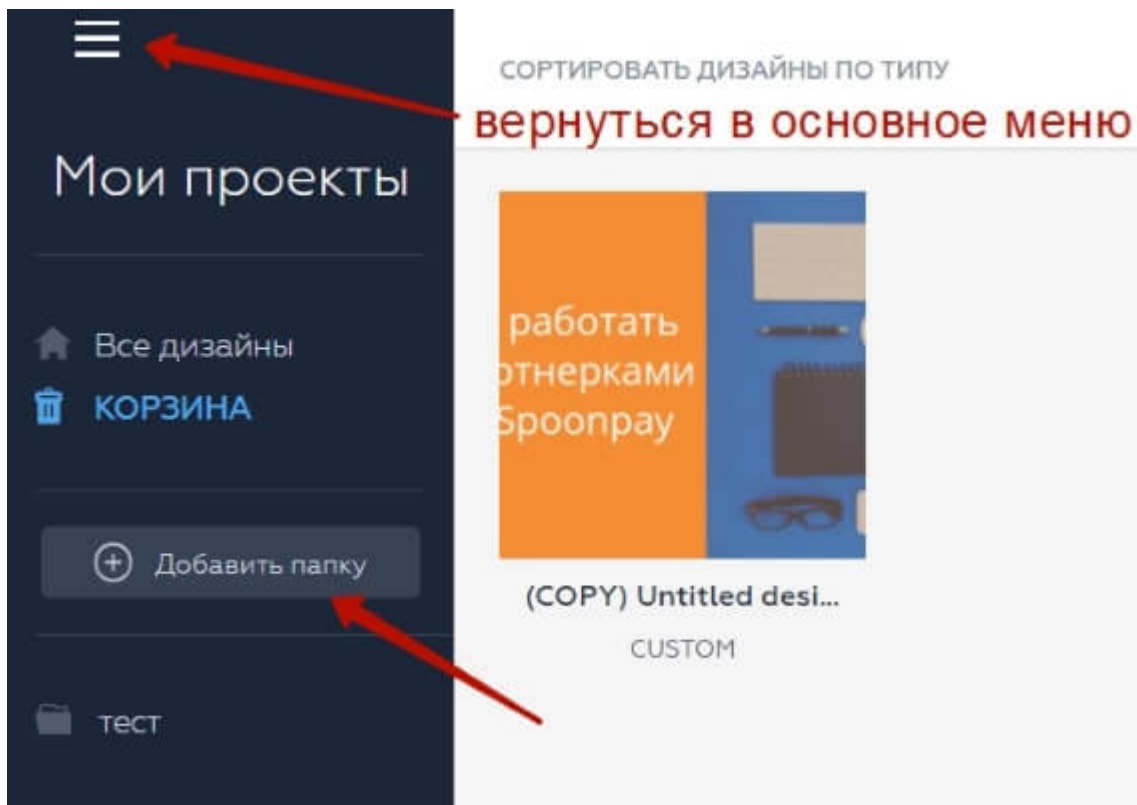 СОРТИРОВАТЬ ДИЗАЙНЫ ПО ТИПУ
вернуться в основное меню
Мои проекты
Все дизайны
КОРЗИНА
Добавить папку
тест
работать
отнерками
Spoonpay
(COPY) Untitled desi...
CUSTOM